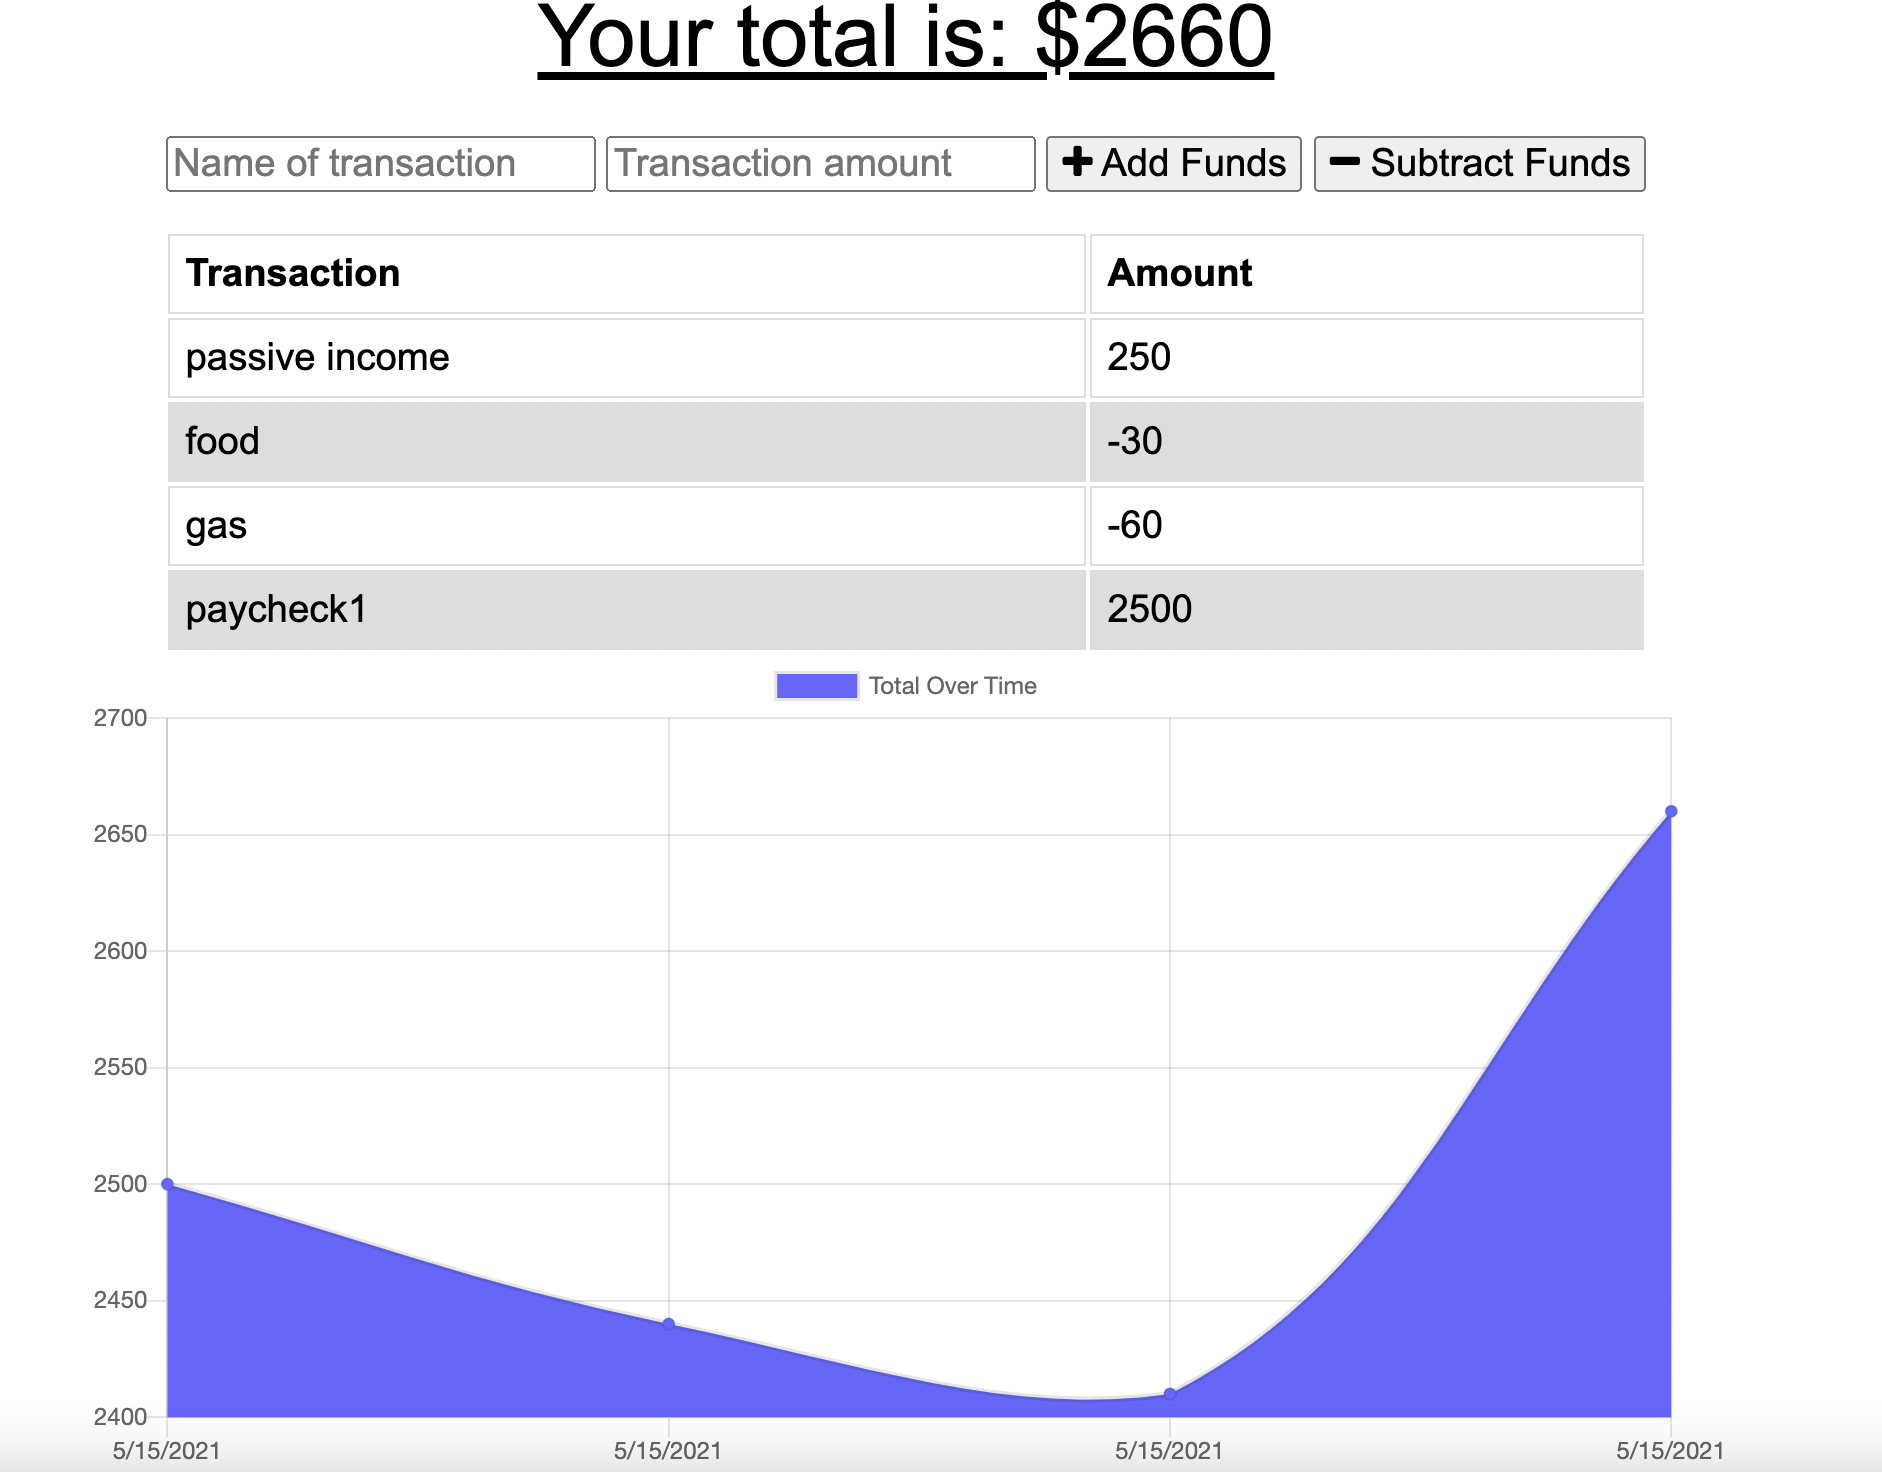 Your total is: $2660
Name of transaction Transaction amount + Add Funds − Subtract Funds
Transaction Amount
passive income 250
food -30
gas -60
paycheck1 2500
Total Over Time
2700
2650
2600
2550
2500
2450
2400
5/15/2021 5/15/2021 5/15/2021 5/15/2021